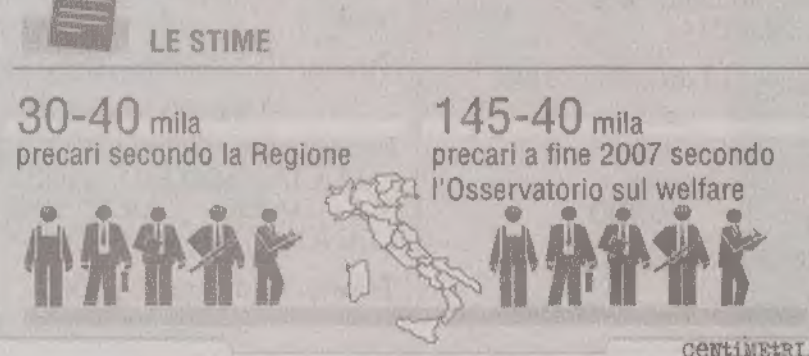 LE STIME
30-40 mila
precari secondo la Regione
145-40 mila
precari a fine 2007 secondo
l'Osservatorio sul welfare
CENTIMETRI